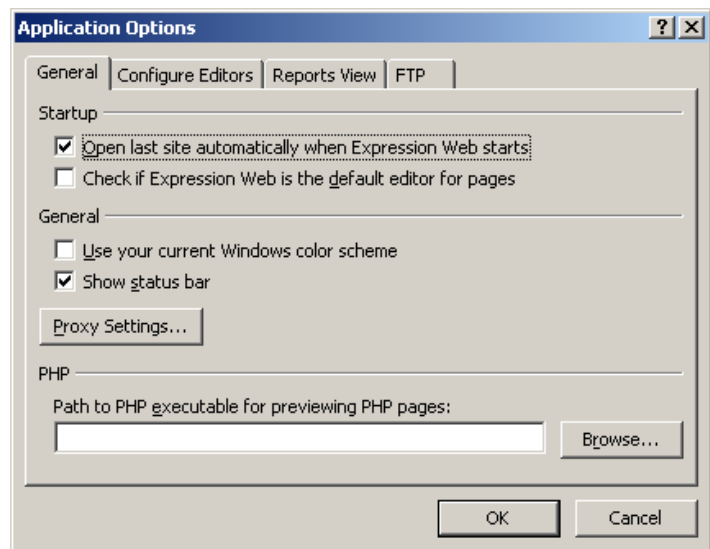 Application Options
General Configure Editors Reports View FTP
Startup
Open last site automatically when Expression Web starts
Check if Expression Web is the default editor for pages
General
Use your current Windows color scheme
Show status bar
Proxy Settings...
PHP
Path to PHP executable for previewing PHP pages:
Browse...
OK Cancel